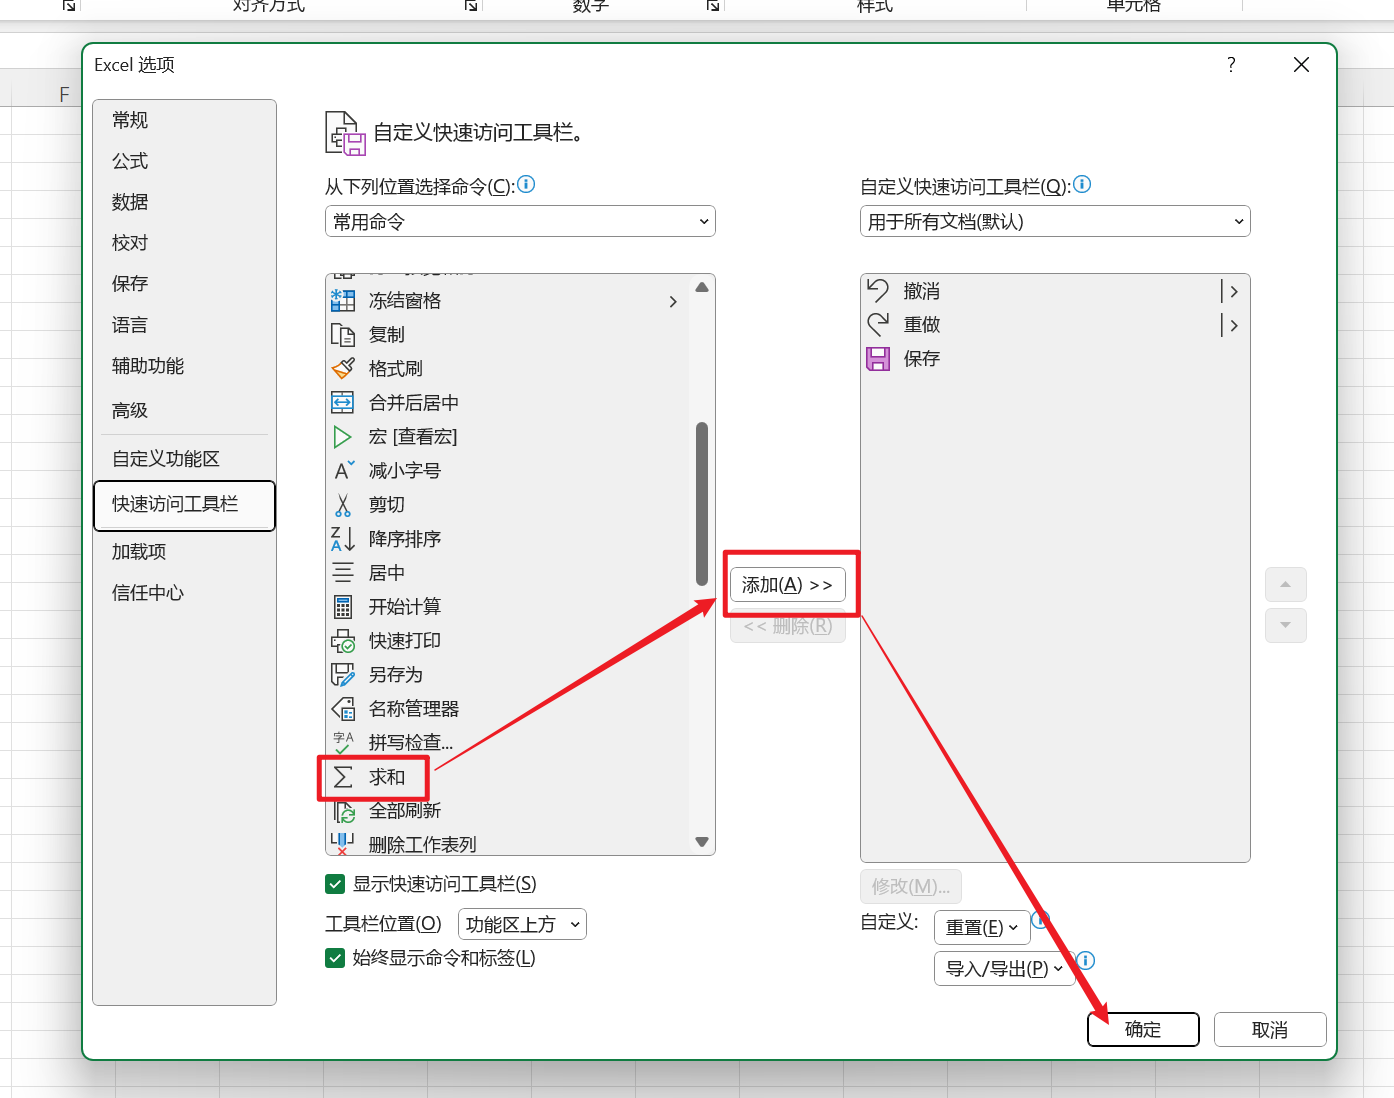 对齐方式
数字
样式
单元格
F
Excel 选项
?
常规
公式
数据
校对
保存
语言
辅助功能
高级
自定义功能区
快速访问工具栏
加载项
信任中心
自定义快速访问工具栏。
从下列位置选择命令(C):
常用命令
冻结窗格
复制
格式刷
合并后居中
宏 [查看宏]
减小字号
剪切
降序排序
居中
开始计算
快速打印
另存为
名称管理器
拼写检查...
求和
全部刷新
删除工作表列
显示快速访问工具栏(S)
工具栏位置(O) 功能区上方
始终显示命令和标签(L)
添加(A) >>
<< 删除(R)
自定义快速访问工具栏(Q):
用于所有文档(默认)
撤消
重做
保存
修改(M)...
自定义: 重置(E)
导入/导出(P)
确定
取消